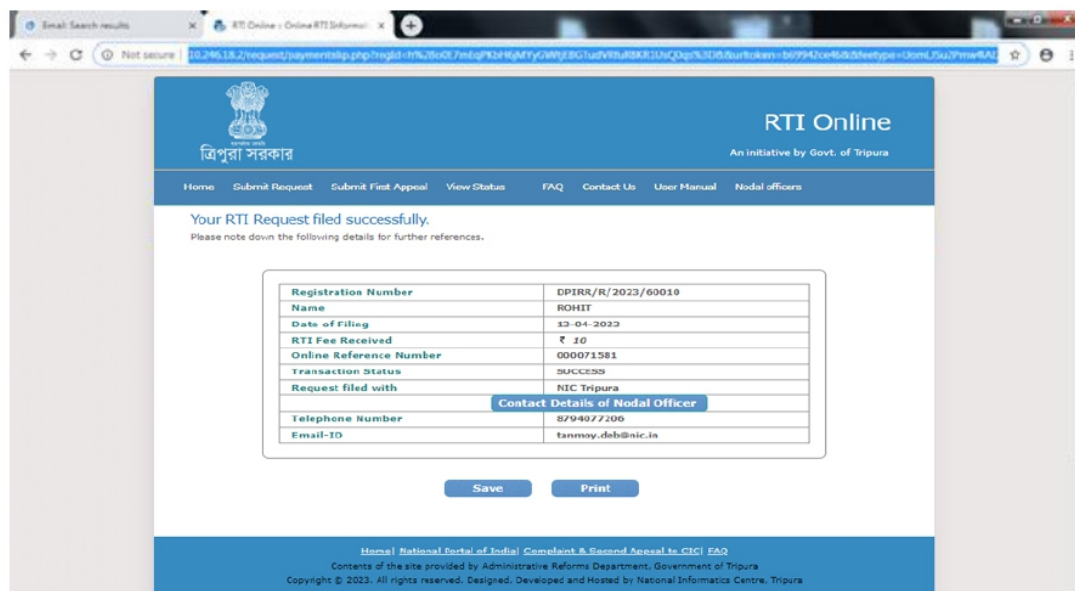 Email: Search results
RTI Online :: Online RTI Informat
Not secure
RTI Online
An initiative by Govt. of Tripura
ত্রিপুরা সরকার
Home Submit Request Submit First Appeal View Status FAQ Contact Us User Manual Nodal officers
Your RTI Request filed successfully.
Please note down the following details for further references.
Registration Number DPIRR/R/2023/60010
Name ROHIT
Date of Filing
RTI Fee Received ₹ 10
Online Reference Number 000071581
Transaction Status SUCCESS
Request filed with NIC Tripura
Contact Details of Nodal Officer
Telephone Number 8794077206
Email-ID tanmoy.deb@nic.in
Save Print
Home| National Portal of India| Complaint & Second Appeal to CIC| FAQ
Contents of the site provided by Administrative Reforms Department, Government of Tripura
Copyright © 2023. All rights reserved. Designed, Developed and Hosted by National Informatics Centre, Tripura